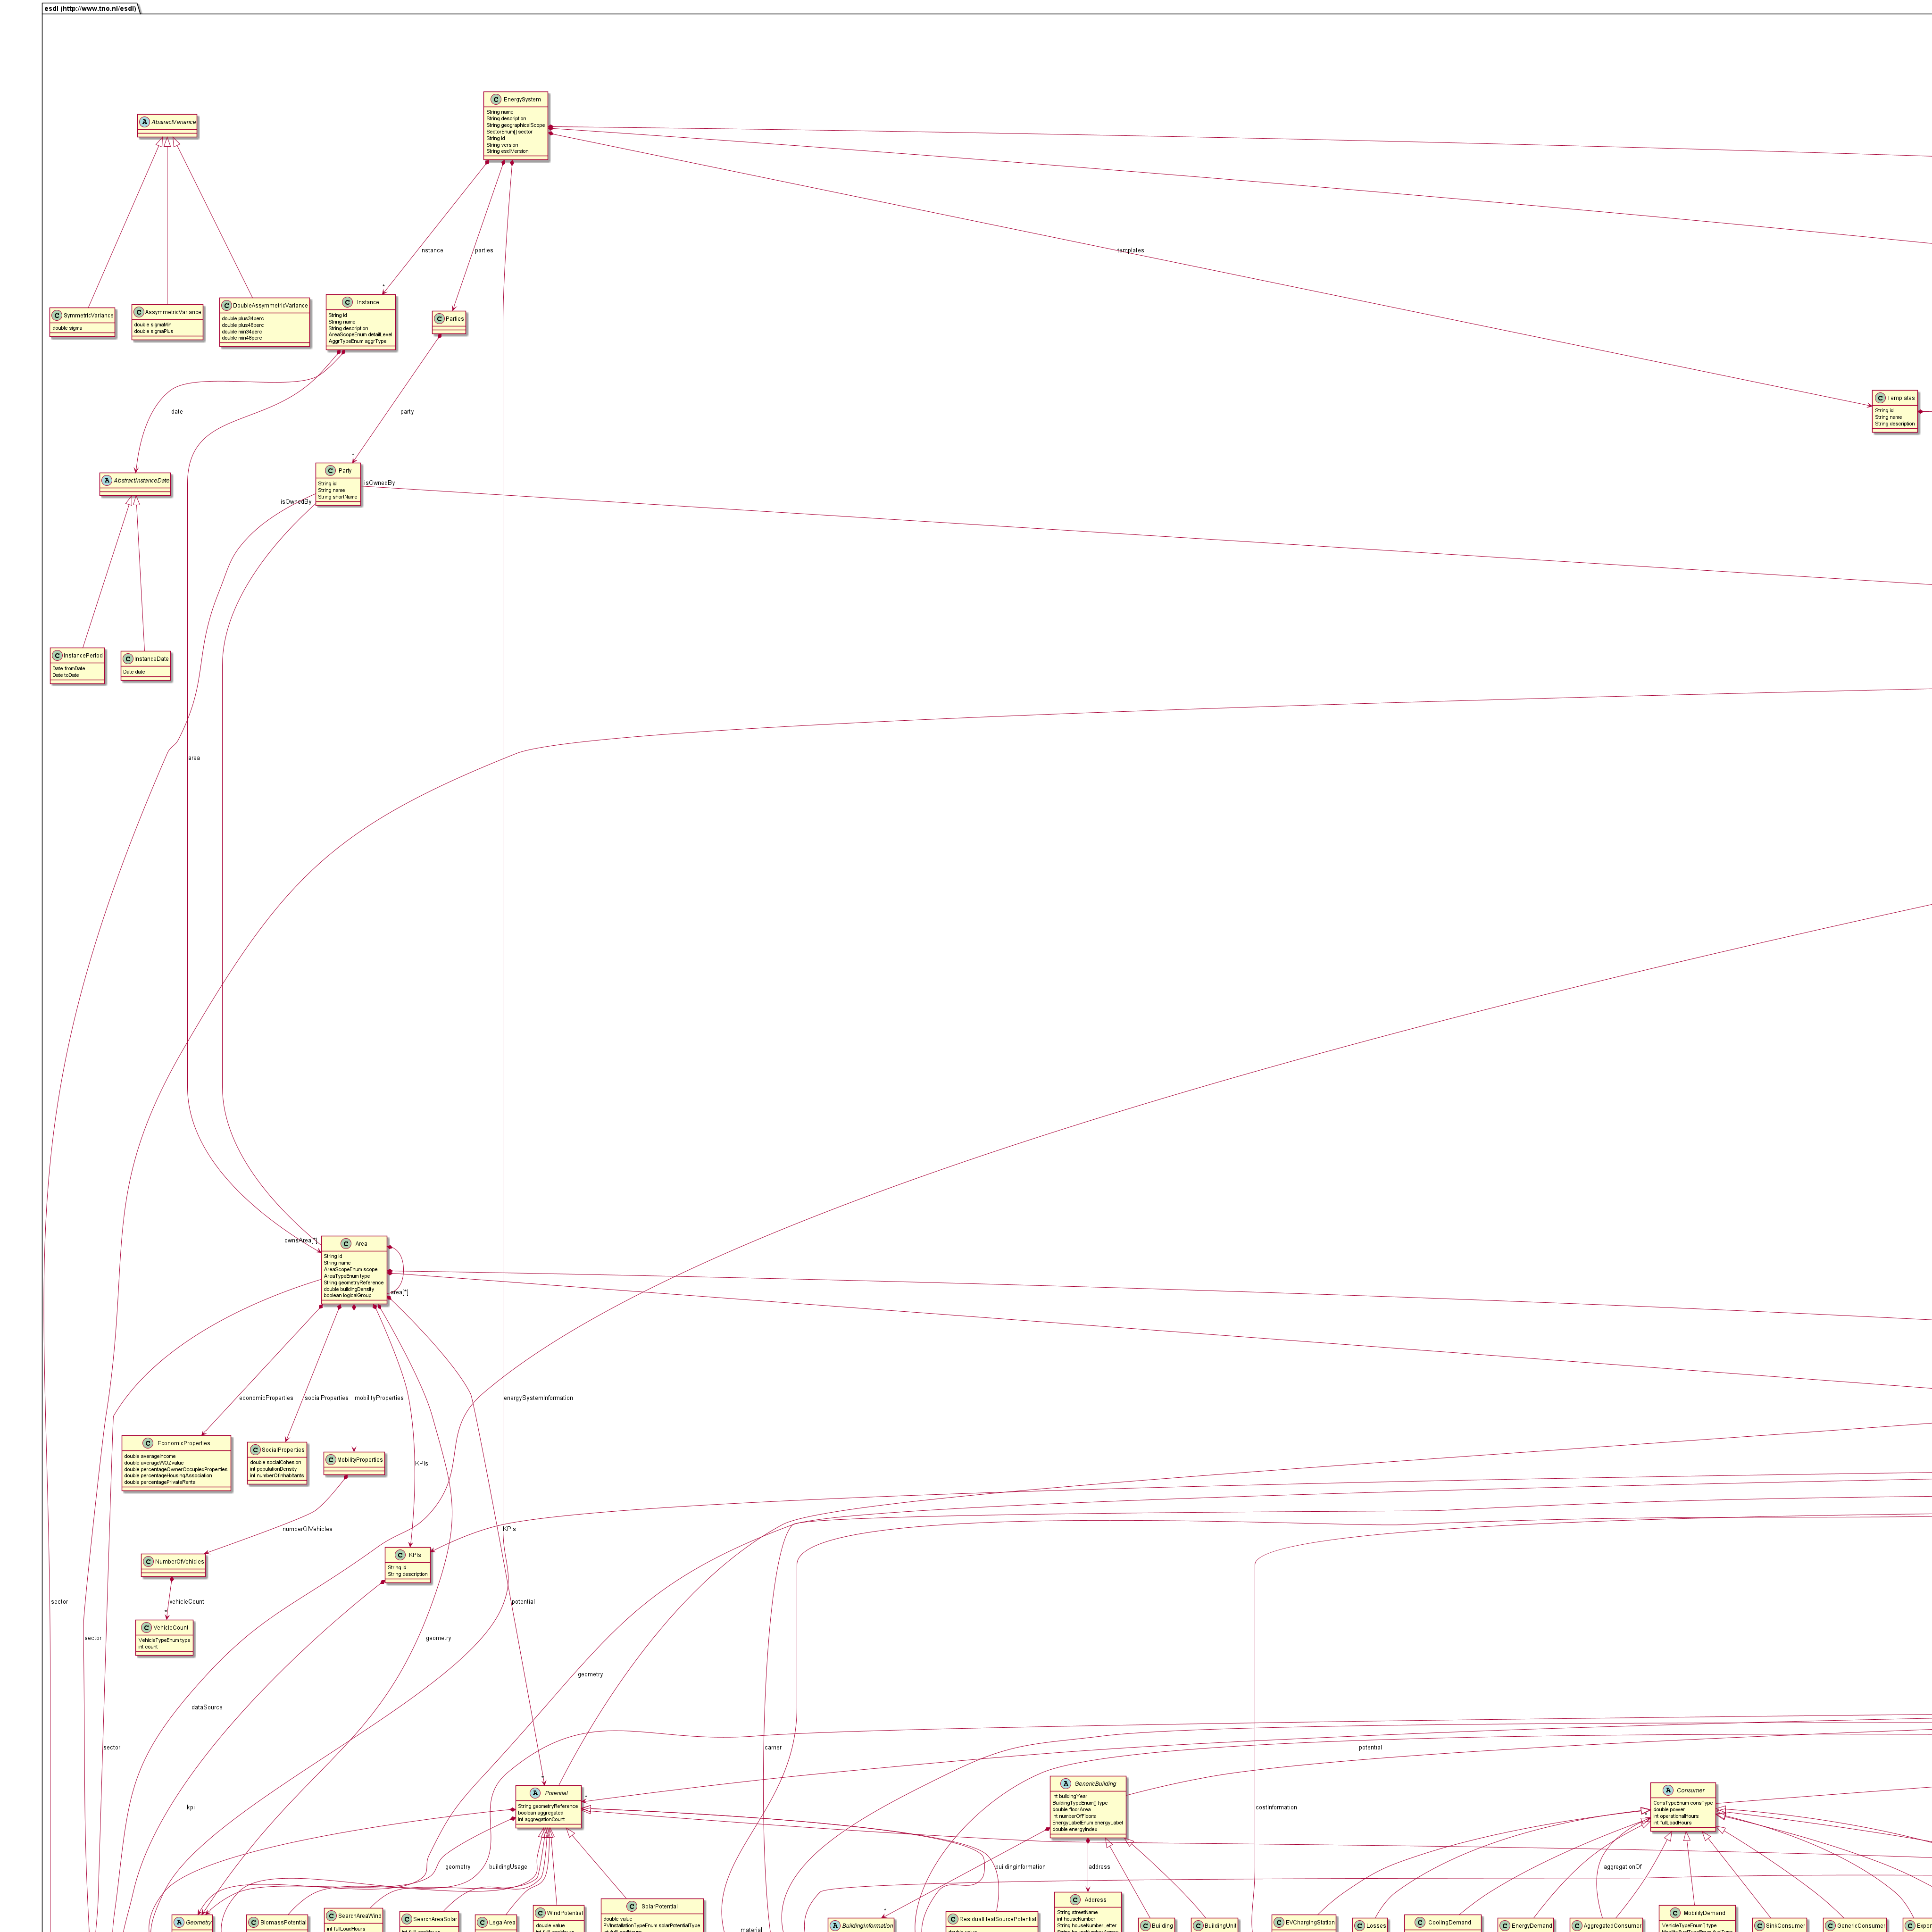 esdl (http://www.tno.nl/esdl)
C EnergySystem
String name
String description
String geographicalScope
SectorEnum[] sector
String id
String version
String esdlVersion
A AbstractVariance
instance
parties
templates
C SymmetricVariance
double sigma
C AssymmetricVariance
double sigmaMin
double sigmaPlus
C DoubleAssymmetricVariance
double plus34perc
double plus48perc
double min34perc
double min48perc
*
C Instance
String id
String name
String description
AreaScopeEnum detailLevel
AggrTypeEnum aggrType
C Parties
C Templates
String id
String name
String description
date
party
*
A AbstractInstanceDate
C Party
String id
String name
String shortName
isOwnedBy
isOwnedBy
C InstancePeriod
Date fromDate
Date toDate
C InstanceDate
Date date
area
ownsArea[*]
C Area
String id
String name
AreaScopeEnum scope
AreaTypeEnum type
String geometryReference
double buildingDensity
boolean logicalGroup
area[*]
economicProperties
socialProperties
mobilityProperties
energySystemInformation
C EconomicProperties
double averageIncome
double averageWOZvalue
double percentageOwnerOccupiedProperties
double percentageHousingAssociation
double percentagePrivateRental
C SocialProperties
double socialCohesion
int populationDensity
int numberOfInhabitants
C MobilityProperties
KPIs
numberOfVehicles
KPIs
C NumberOfVehicles
C KPIs
String id
String description
sector
vehicleCount
potential
*
C VehicleCount
VehicleTypeEnum type
int count
sector
geometry
geometry
dataSource
sector
carrier
potential
*
*
A Potential
String geometryReference
boolean aggregated
int aggregationCount
A GenericBuilding
int buildingYear
BuildingTypeEnum[] type
double floorArea
int numberOfFloors
EnergyLabelEnum energyLabel
double energyIndex
A Consumer
ConsTypeEnum consType
double power
int operationalHours
int fullLoadHours
kpi
costInformation
geometry
buildingUsage
buildinginformation
address
aggregationOf
*
A Geometry
C BiomassPotential
C SearchAreaWind
int fullLoadHours
C SearchAreaSolar
C LegalArea
C WindPotential
double value
C SolarPotential
double value
PVInstallationTypeEnum solarPotentialType
material
A BuildingInformation
C ResidualHeatSourcePotential
C Address
String streetName
int houseNumber
String houseNumberLetter
C Building
C BuildingUnit
C EVChargingStation
C Losses
C CoolingDemand
C EnergyDemand
C AggregatedConsumer
C MobilityDemand
VehicleTypeEnum[] type
C SinkConsumer
C GenericConsumer